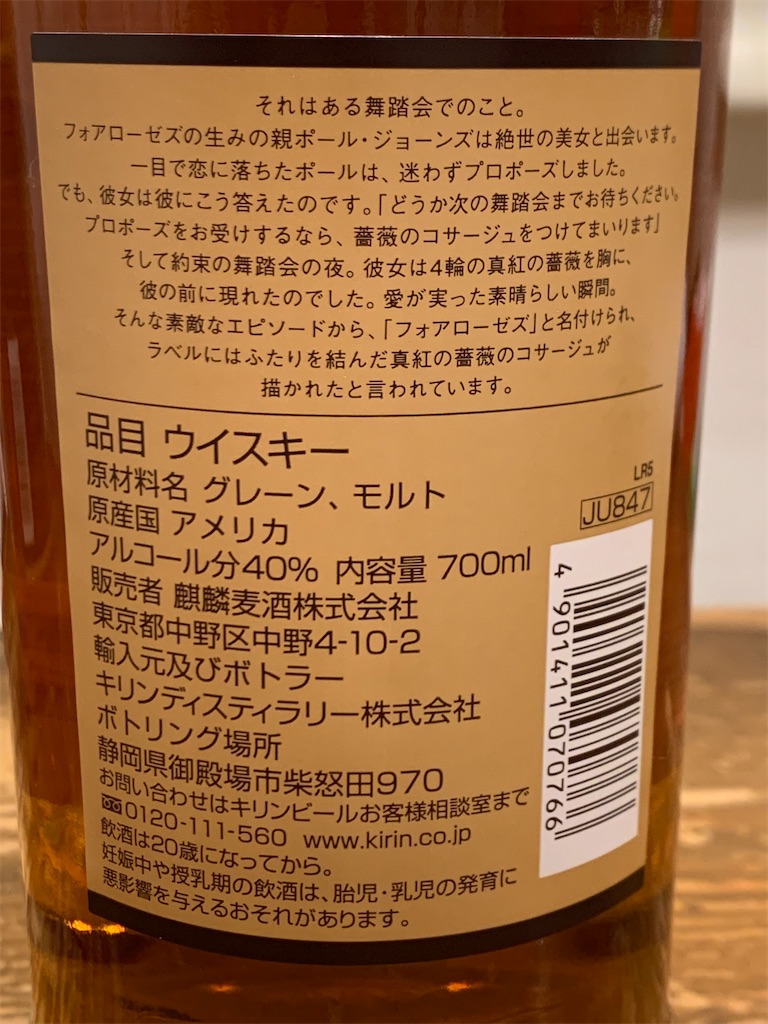 それはある舞踏会でのこと。
フォアローゼズの生みの親ポール・ジョーンズは絶世の美女と出会います。
一目で恋に落ちたポールは、迷わずプロポーズしました。
でも、彼女は彼にこう答えたのです。「どうか次の舞踏会までお待ちください。
プロポーズをお受けするなら、薔薇のコサージュをつけてまいります」
そして約束の舞踏会の夜。彼女は4輪の真紅の薔薇を胸に、
彼の前に現れたのでした。愛が実った素晴らしい瞬間。
そんな素敵なエピソードから、「フォアローゼズ」と名付けられ、
ラベルにはふたりを結んだ真紅の薔薇のコサージュが
描かれたと言われています。
品目 ウイスキー
原材料名 グレーン、モルト
原産国 アメリカ
アルコール分40% 内容量 700ml
販売者 麒麟麦酒株式会社
東京都中野区中野4-10-2
輸入元及びボトラー
キリンディスティラリー株式会社
ボトリング場所
静岡県御殿場市柴怒田970
お問い合わせはキリンビールお客様相談室まで
0120-111-560 www.kirin.co.jp
飲酒は20歳になってから。
妊娠中や授乳期の飲酒は、胎児・乳児の発育に
悪影響を与えるおそれがあります。
LR5
JU847
4 901411 070766